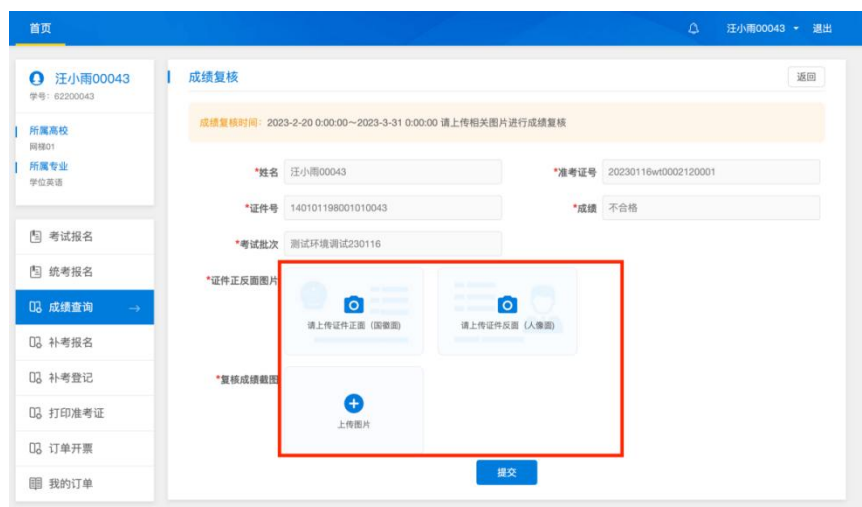 首页
汪小雨00043 退出
汪小雨00043
学号：62200043
所属高校
网梯01
所属专业
学位英语
考试报名
统考报名
成绩查询 →
补考报名
补考登记
打印准考证
订单开票
我的订单
成绩复核
返回
成绩复核时间：2023-2-20 0:00:00～2023-3-31 0:00:00 请上传相关图片进行成绩复核
*姓名 汪小雨00043 *准考证号 20230116wt0002120001
*证件号 140101198001010043 *成绩 不合格
*考试批次 测试环境调试230116
*证件正反面图片
请上传证件正面（国徽面） 请上传证件反面（人像面）
*复核成绩截图
上传图片
提交